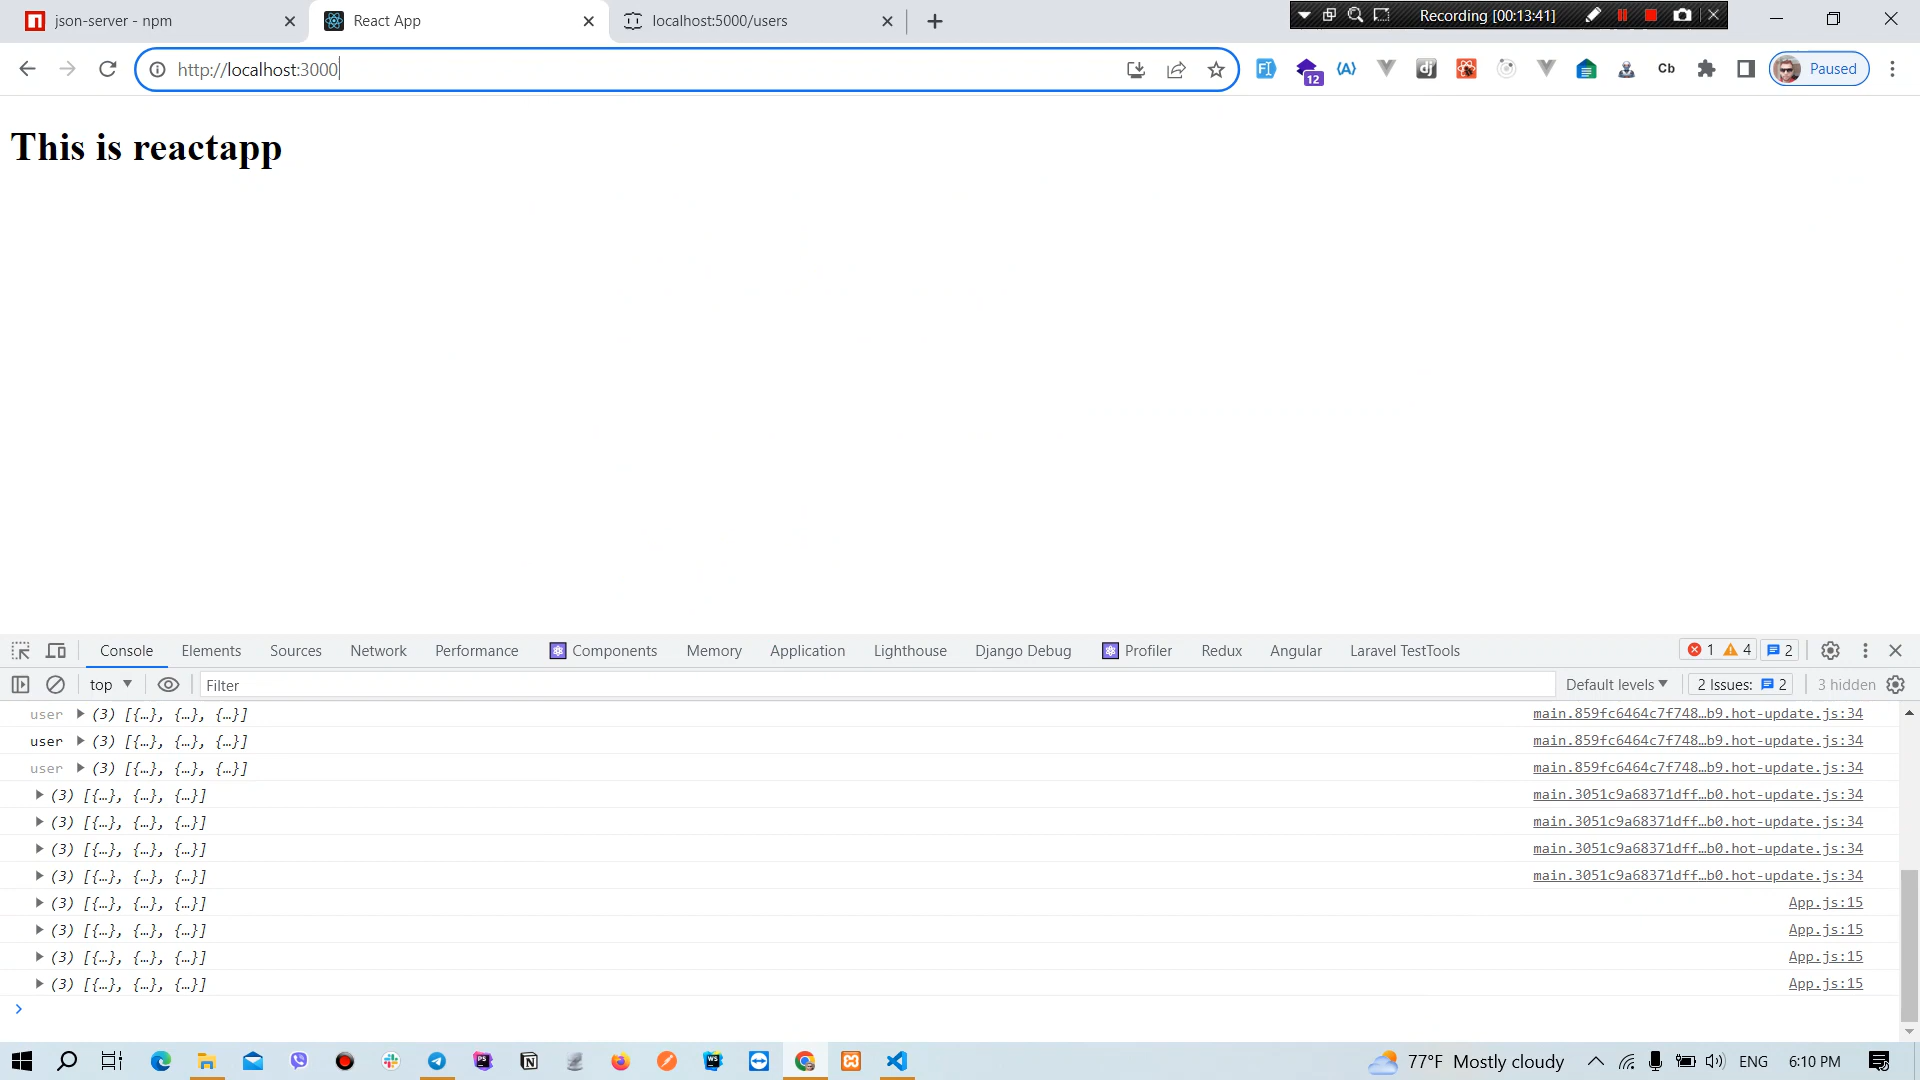 json-server - npm
React App
localhost:5000/users
Recording [00:13:41]
http://localhost:3000
12
Cb
Paused
This is reactapp
Console Elements Sources Network Performance Components Memory Application Lighthouse Django Debug Profiler Redux Angular Laravel TestTools 1 4 2
top Filter Default levels 2 Issues: 2 3 hidden
user (3) [{…}, {…}, {…}] main.859fc6464c7f748…b9.hot-update.js:34
user (3) [{…}, {…}, {…}] main.859fc6464c7f748…b9.hot-update.js:34
user (3) [{…}, {…}, {…}] main.859fc6464c7f748…b9.hot-update.js:34
(3) [{…}, {…}, {…}] main.3051c9a68371dff…b0.hot-update.js:34
(3) [{…}, {…}, {…}] main.3051c9a68371dff…b0.hot-update.js:34
(3) [{…}, {…}, {…}] main.3051c9a68371dff…b0.hot-update.js:34
(3) [{…}, {…}, {…}] main.3051c9a68371dff…b0.hot-update.js:34
(3) [{…}, {…}, {…}] App.js:15
(3) [{…}, {…}, {…}] App.js:15
(3) [{…}, {…}, {…}] App.js:15
(3) [{…}, {…}, {…}] App.js:15
77°F Mostly cloudy ENG 6:10 PM